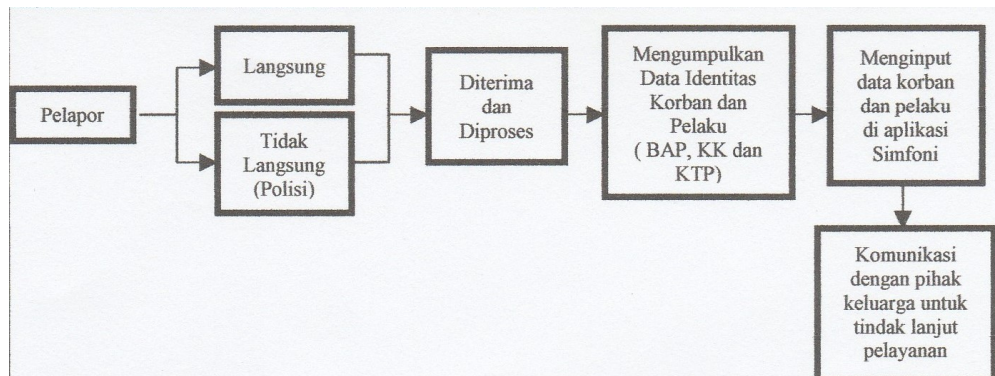 Pelapor
Langsung
Tidak
Langsung
(Polisi)
Diterima
dan
Diproses
Mengumpulkan
Data Identitas
Korban dan
Pelaku
( BAP, KK dan
KTP)
Menginput
data korban
dan pelaku
di aplikasi
Simfoni
Komunikasi
dengan pihak
keluarga untuk
tindak lanjut
pelayanan